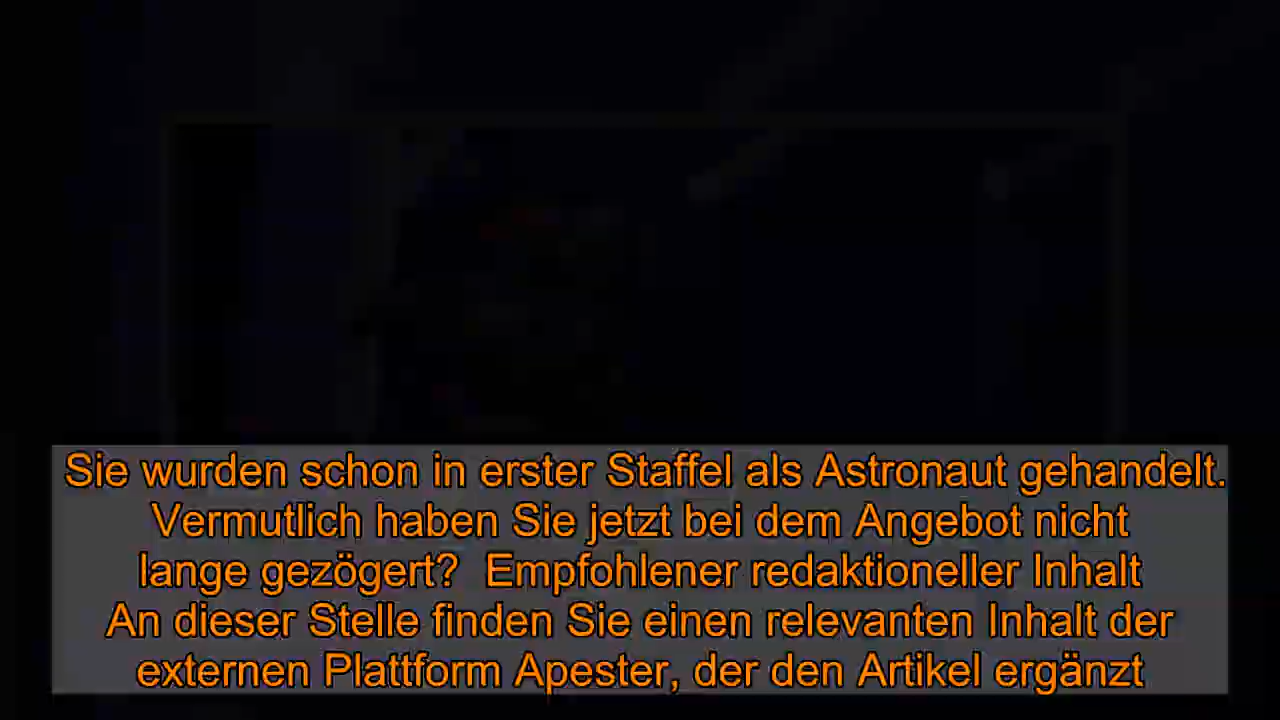 Sie wurden schon in erster Staffel als Astronaut gehandelt.
Vermutlich haben Sie jetzt bei dem Angebot nicht
lange gezögert?  Empfohlener redaktioneller Inhalt
An dieser Stelle finden Sie einen relevanten Inhalt der
externen Plattform Apester, der den Artikel ergänzt